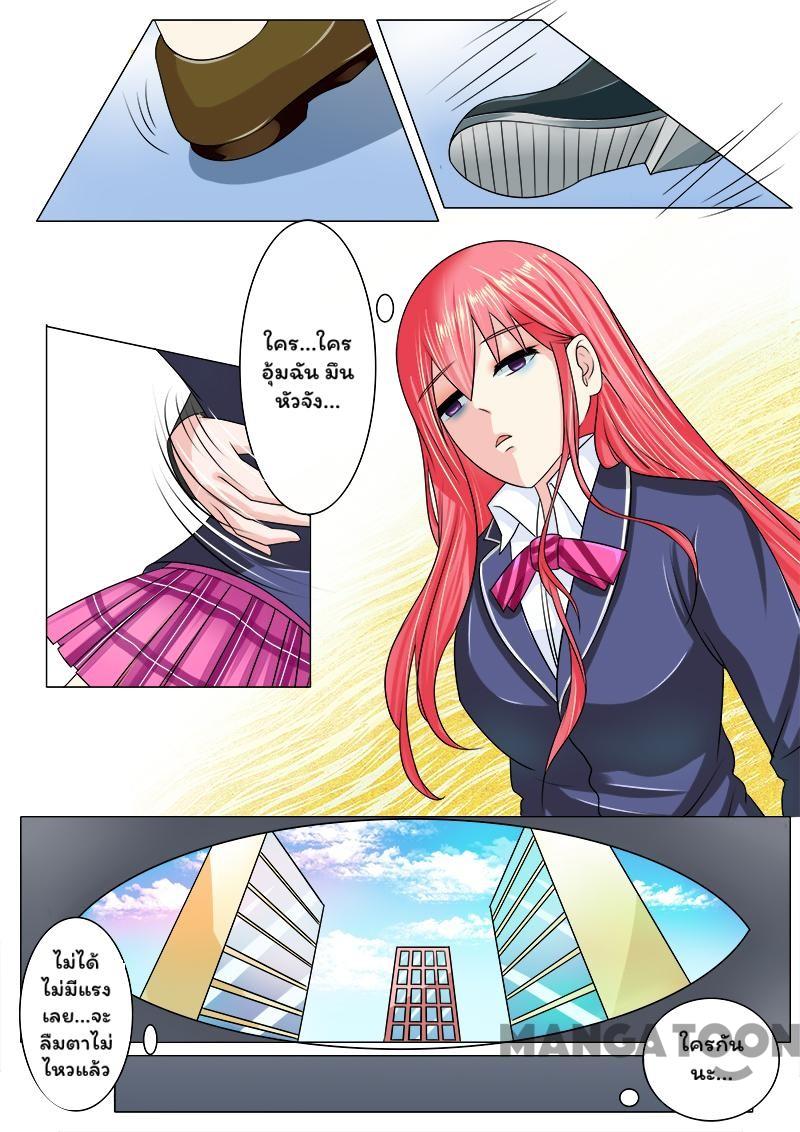 ใคร...ใคร
อุ้มฉัน มึน
หัวจัง...
ไม่ได้
ไม่มีแรง
เลย...จะ
ลืมตาไม่
ไหวแล้ว
MANGA TOON
ใครกัน
นะ...